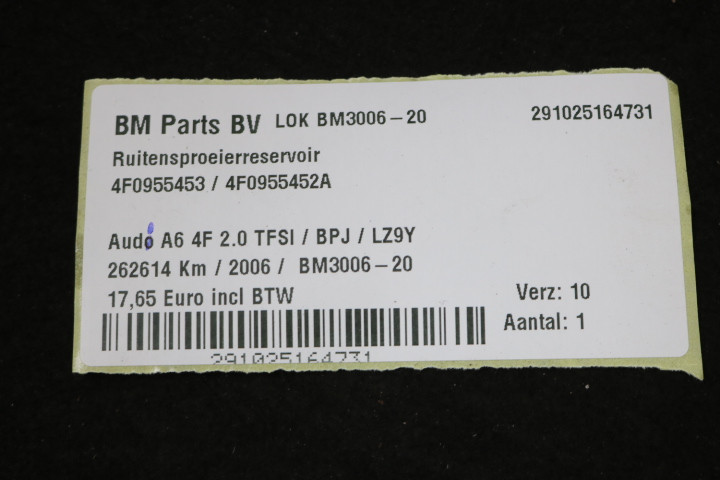 BM Parts BV LOK BM3006-20 291025164731
Ruitensproeierreservoir
4F0955453 / 4F0955452A
Audi A6 4F 2.0 TFSI / BPJ / LZ9Y
262614 Km / 2006 / BM3006-20
17,65 Euro incl BTW Verz: 10
Aantal: 1
291025164731